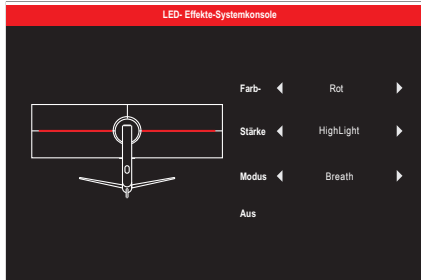 LED- Effekte-Systemkonsole
Farb- Rot
Stärke HighLight
Modus Breath
Aus